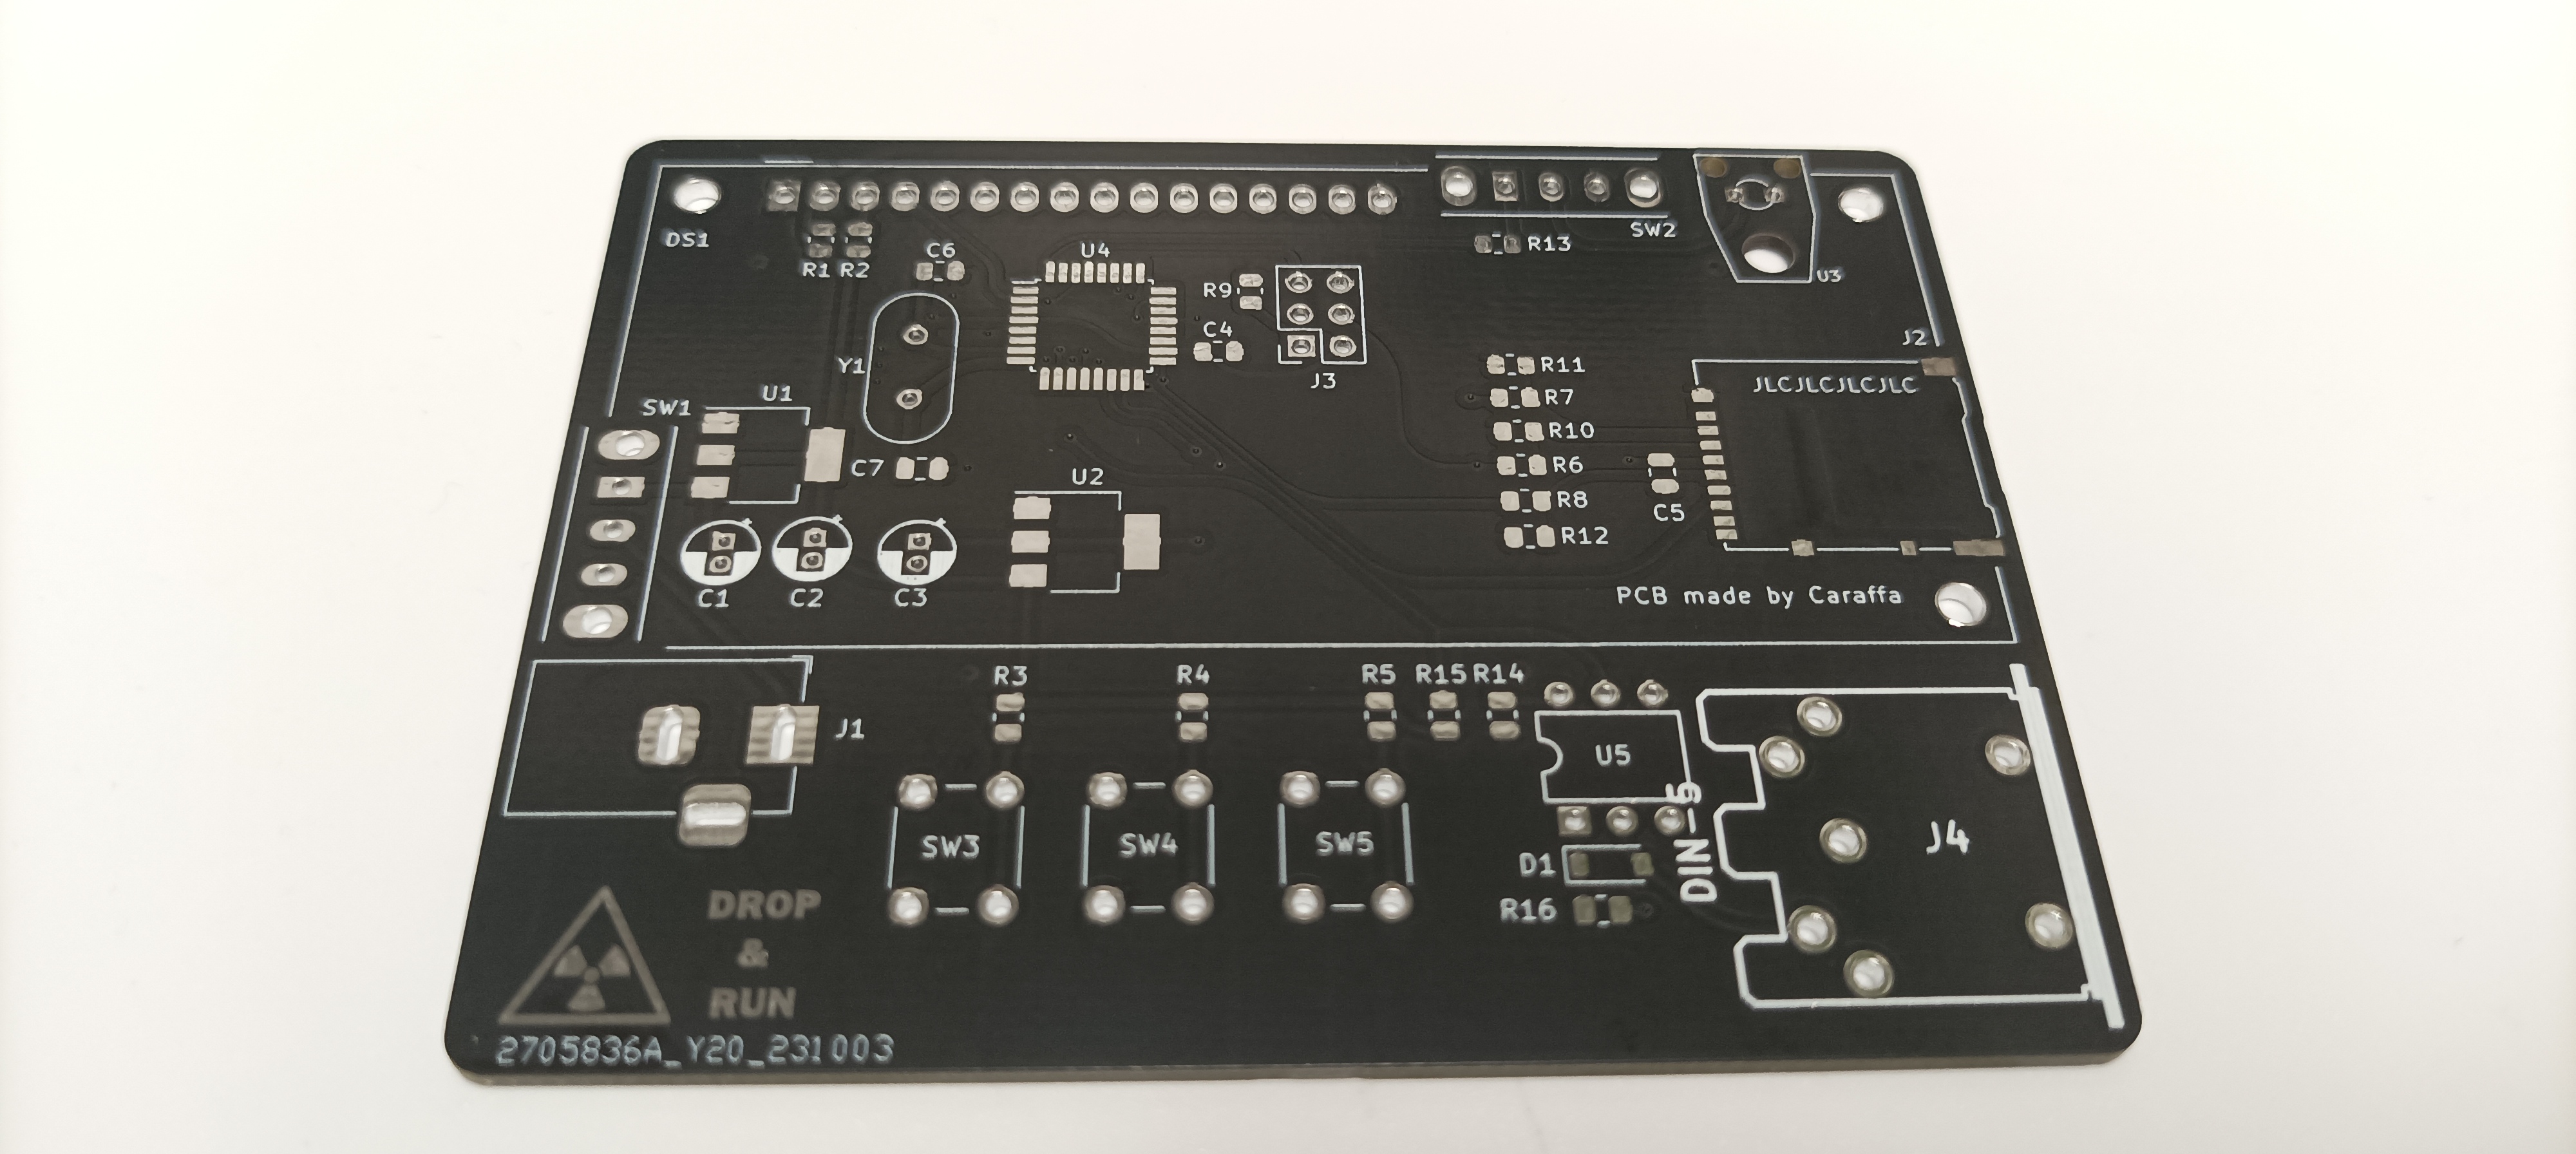 DS1
R1 R2
C6
U4
R9
C4
J3
SW2
R13
U3
J2
Y1
U1
SW1
C7
U2
R11
R7
R10
R6
R8
R12
C5
JLCJLCJLCJLC
C1
C2
C3
PCB made by Caraffa
R3
R4
R5
R15
R14
J1
U5
SW3
SW4
SW5
DIN-5
J4
D1
R16
DROP
&
RUN
2705836A_Y20_231003